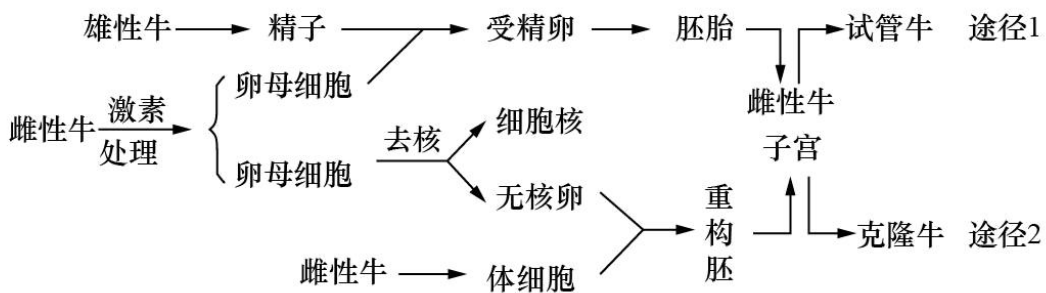 雄性牛 精子 受精卵 胚胎 试管牛 途径1
卵母细胞
雌性牛 激素
处理
雌性牛
子宫
去核 细胞核
卵母细胞
无核卵
重构胚
克隆牛 途径2
雌性牛 体细胞